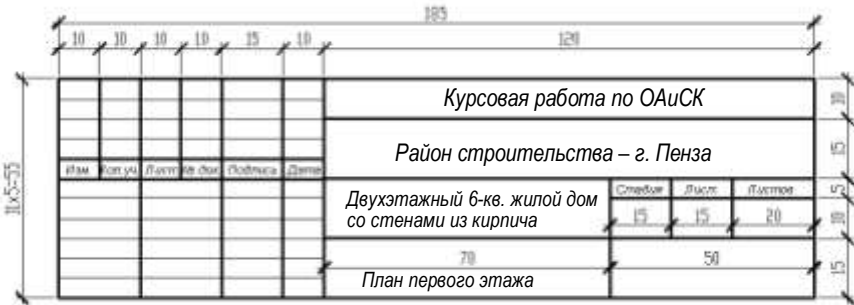 185
10 10 10 10 15 10 120
Курсовая работа по ОАиСК
10
Район строительства – г. Пенза
15
Изм. Кол.уч. Лист № док. Подпись Дата
11x5=55
Двухэтажный 6-кв. жилой дом
со стенами из кирпича
Стадия Лист Листов
5
15 15 20
10
70 50
15
План первого этажа